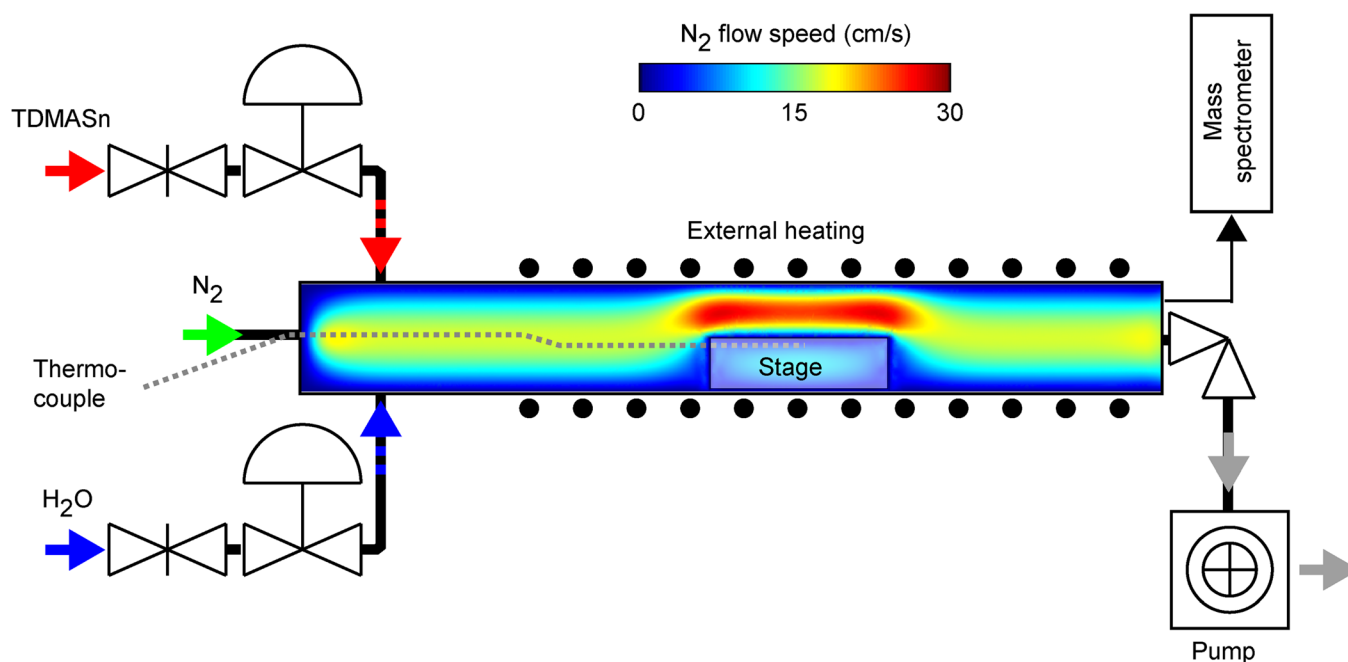 N2 flow speed (cm/s)
0 15 30
TDMASn
Mass
spectrometer
External heating
N2
Thermo-
couple
Stage
H2O
Pump